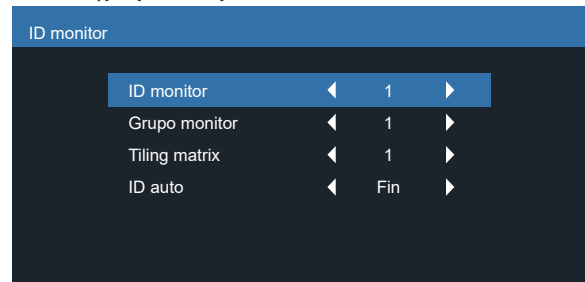 ID monitor
ID monitor 1
Grupo monitor 1
Tiling matrix 1
ID auto Fin